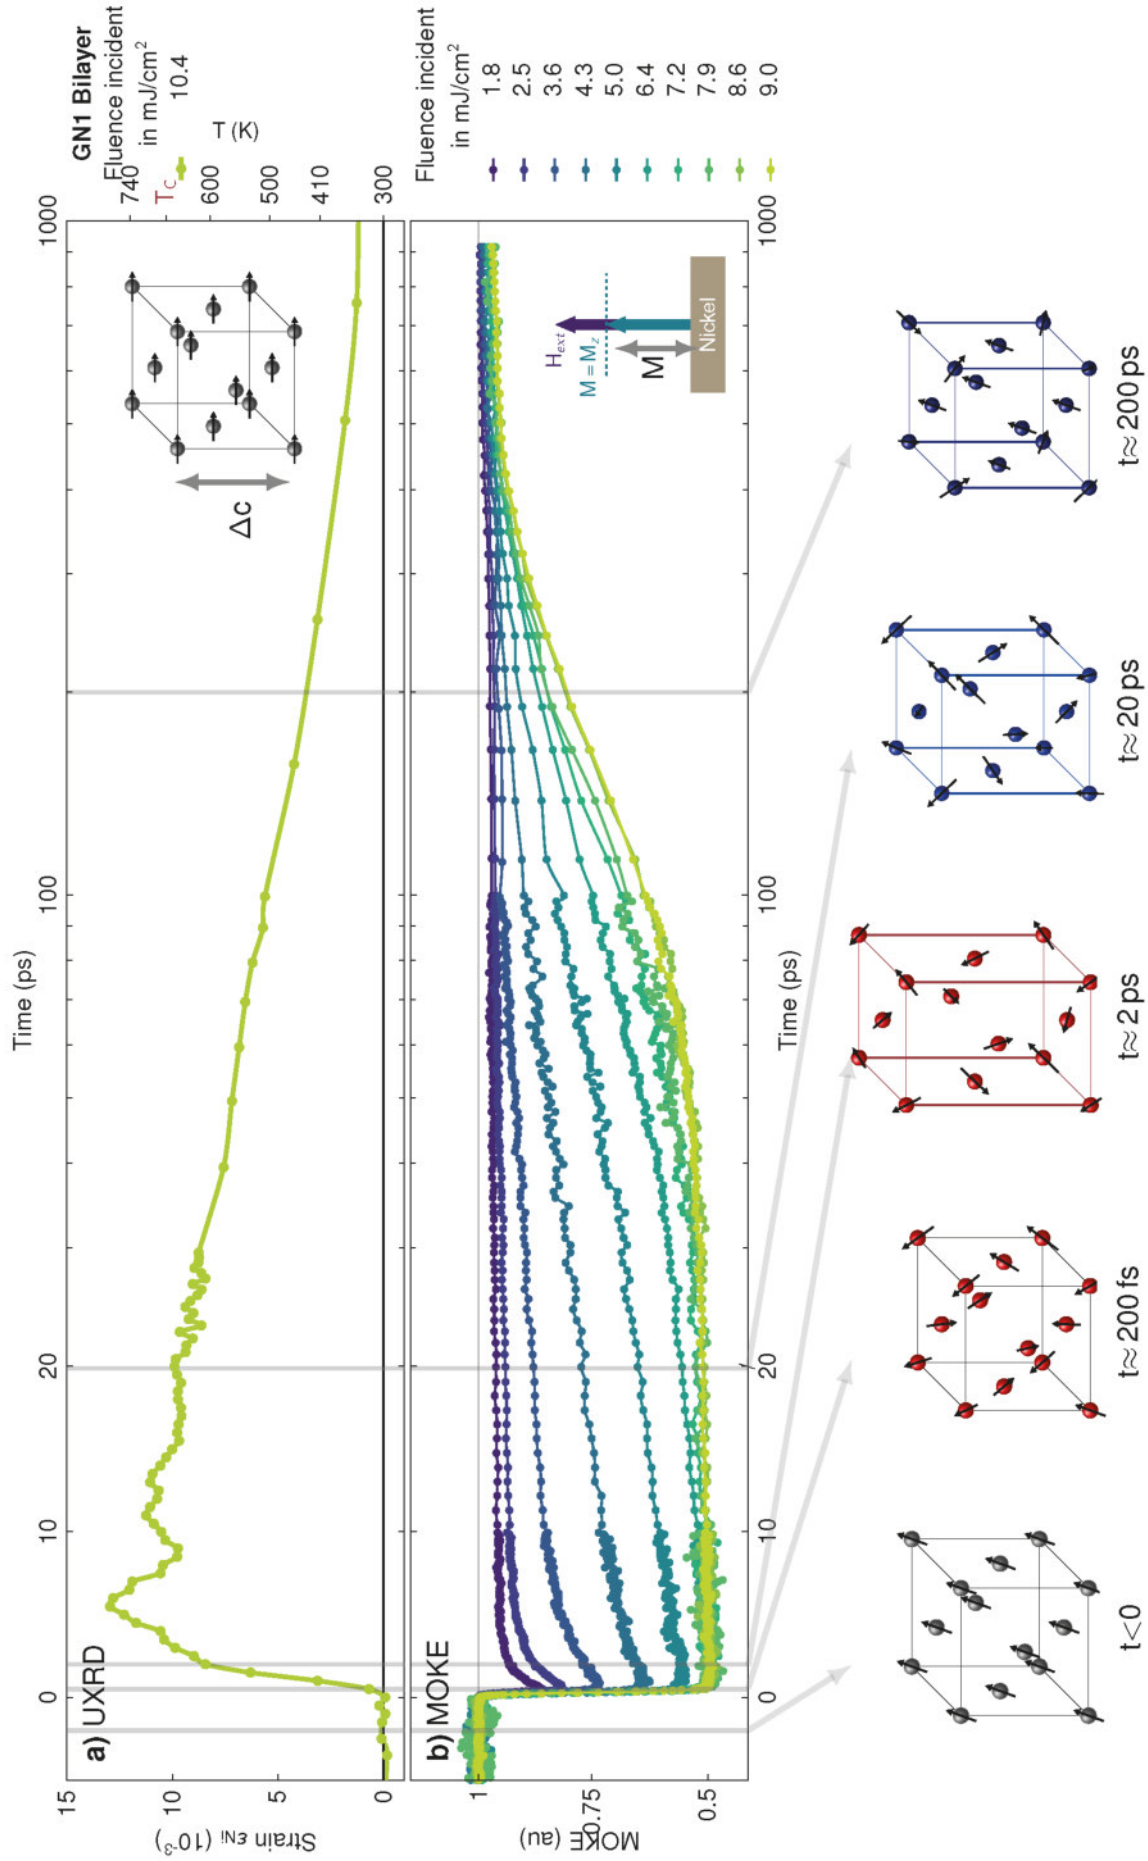 GN1 Bilayer
Time (ps)
0
10
20
100
1000
a) UXRD
Strain εNi (10⁻³)
15
10
5
0
Δc
740
TC
600
500
410
300
T (K)
Fluence incident
in mJ/cm²
10.4
b) MOKE
MOKE (au)
1
0.75
0.5
Hext
M = Mz
M
Nickel
Fluence incident
in mJ/cm²
1.8
2.5
3.6
4.3
5.0
6.4
7.2
7.9
8.6
9.0
0
10
20
100
1000
Time (ps)
t<0
t≈200 fs
t≈2 ps
t≈20 ps
t≈200 ps